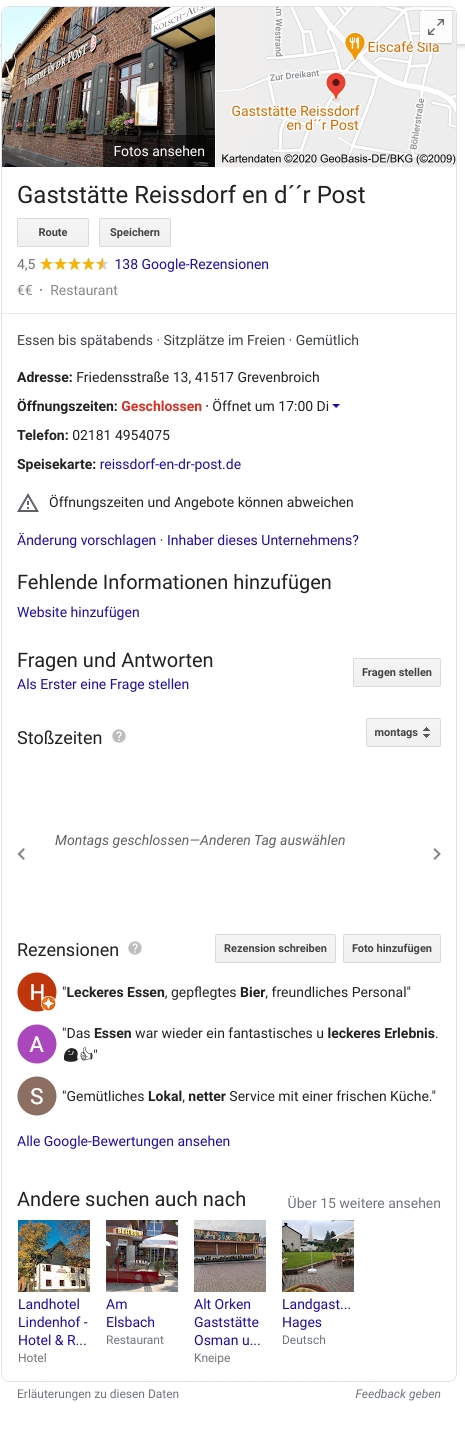 REISSDORF EN D'R POST
KÖLSCH-AUS
Fotos ansehen
m Westrand
Zur Dreikant
Eiscafé Sila
Gaststätte Reissdorf
en d´´r Post
Böhlerstraße
Kartendaten ©2020 GeoBasis-DE/BKG (©2009)
Gaststätte Reissdorf en d´´r Post
Route Speichern
4,5 138 Google-Rezensionen
€€ · Restaurant
Essen bis spätabends · Sitzplätze im Freien · Gemütlich
Adresse: Friedensstraße 13, 41517 Grevenbroich
Öffnungszeiten: Geschlossen · Öffnet um 17:00 Di
Telefon: 02181 4954075
Speisekarte: reissdorf-en-dr-post.de
Öffnungszeiten und Angebote können abweichen
Änderung vorschlagen · Inhaber dieses Unternehmens?
Fehlende Informationen hinzufügen
Website hinzufügen
Fragen und Antworten
Fragen stellen
Als Erster eine Frage stellen
Stoßzeiten ?
montags
Montags geschlossen—Anderen Tag auswählen
Rezensionen ? Rezension schreiben Foto hinzufügen
H "Leckeres Essen, gepflegtes Bier, freundliches Personal"
A "Das Essen war wieder ein fantastisches u leckeres Erlebnis.
"
S "Gemütliches Lokal, netter Service mit einer frischen Küche."
Alle Google-Bewertungen ansehen
Andere suchen auch nach Über 15 weitere ansehen
Landhotel
Lindenhof -
Hotel & R...
Hotel
Am
Elsbach
Restaurant
Alt Orken
Gaststätte
Osman u...
Kneipe
Landgast...
Hages
Deutsch
Erläuterungen zu diesen Daten Feedback geben